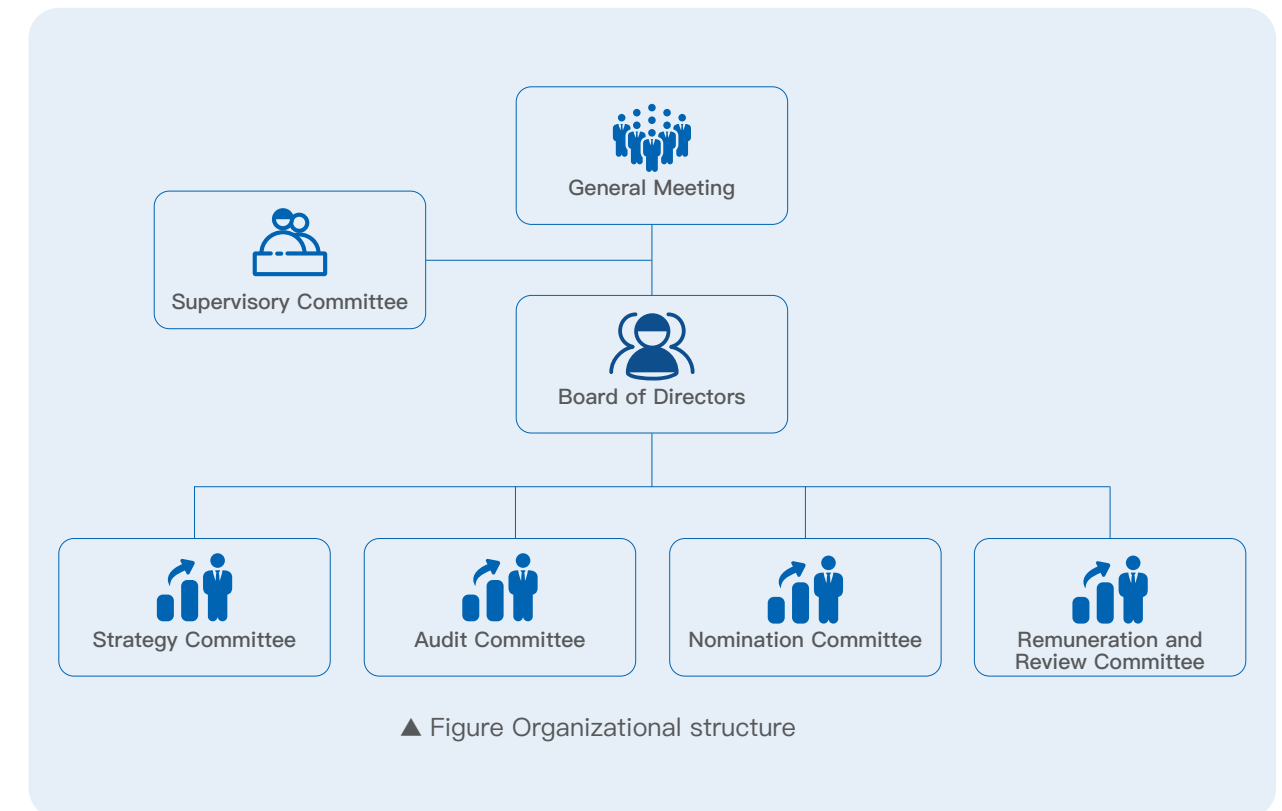 General Meeting
Supervisory Committee
Board of Directors
Strategy Committee
Audit Committee
Nomination Committee
Remuneration and
Review Committee
▲ Figure Organizational structure